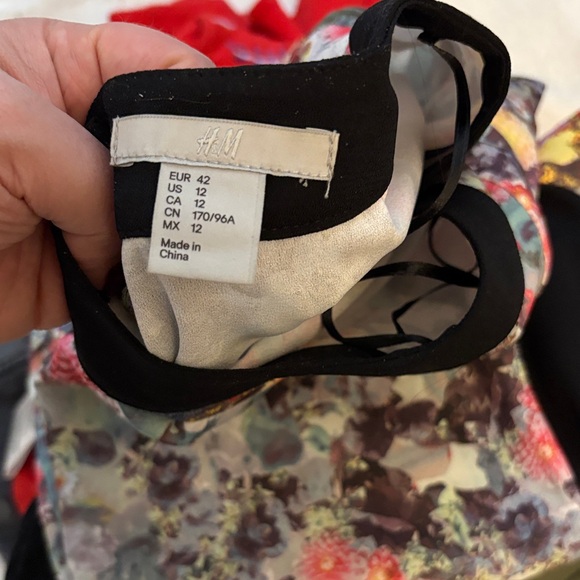 H&M
EUR 42
US 12
CA 12
CN 170/96A
MX 12
Made in
China